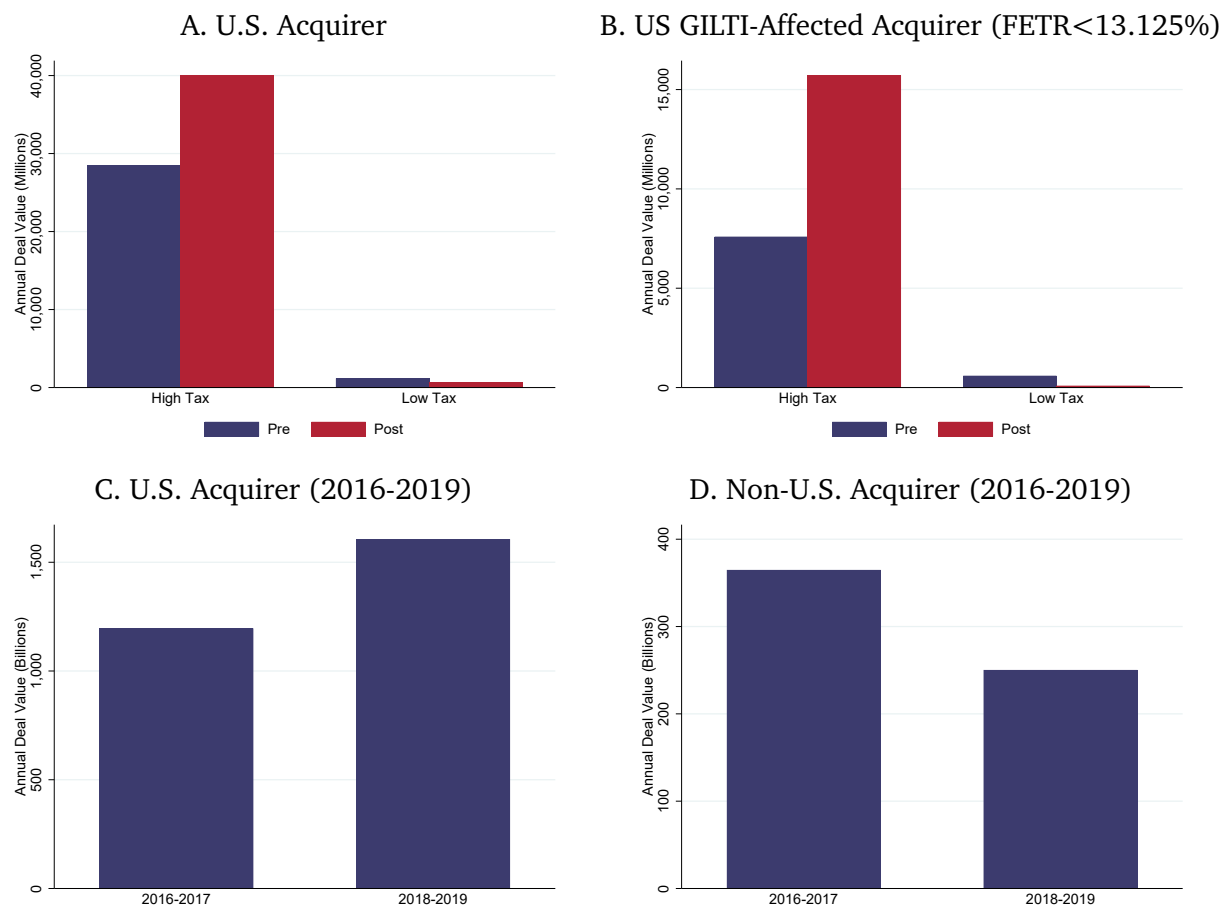 A. U.S. Acquirer
Annual Deal Value (Millions)
40,000
30,000
20,000
10,000
0
High Tax
Low Tax
Pre
Post
B. US GILTI-Affected Acquirer (FETR<13.125%)
Annual Deal Value (Millions)
15,000
10,000
5,000
0
High Tax
Low Tax
Pre
Post
C. U.S. Acquirer (2016-2019)
Annual Deal Value (Billions)
1,500
1,000
500
0
2016-2017
2018-2019
D. Non-U.S. Acquirer (2016-2019)
Annual Deal Value (Billions)
400
300
200
100
0
2016-2017
2018-2019